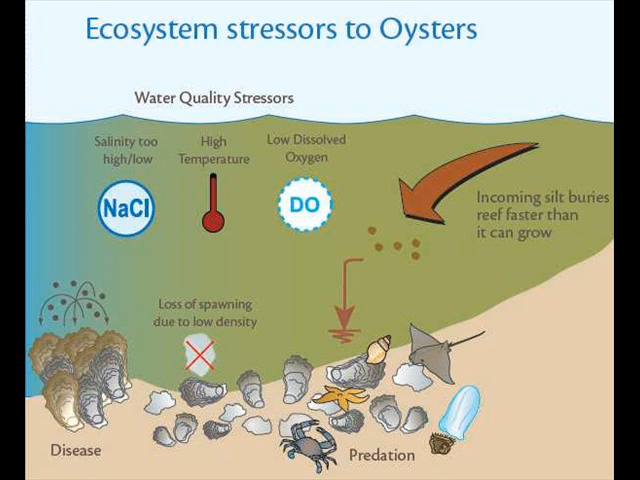 Ecosystem stressors to Oysters
Water Quality Stressors
Salinity too
high/low
High
Temperature
Low Dissolved
Oxygen
NaCl
DO
Incoming silt buries
reef faster than
it can grow
Loss of spawning
due to low density
Disease
Predation